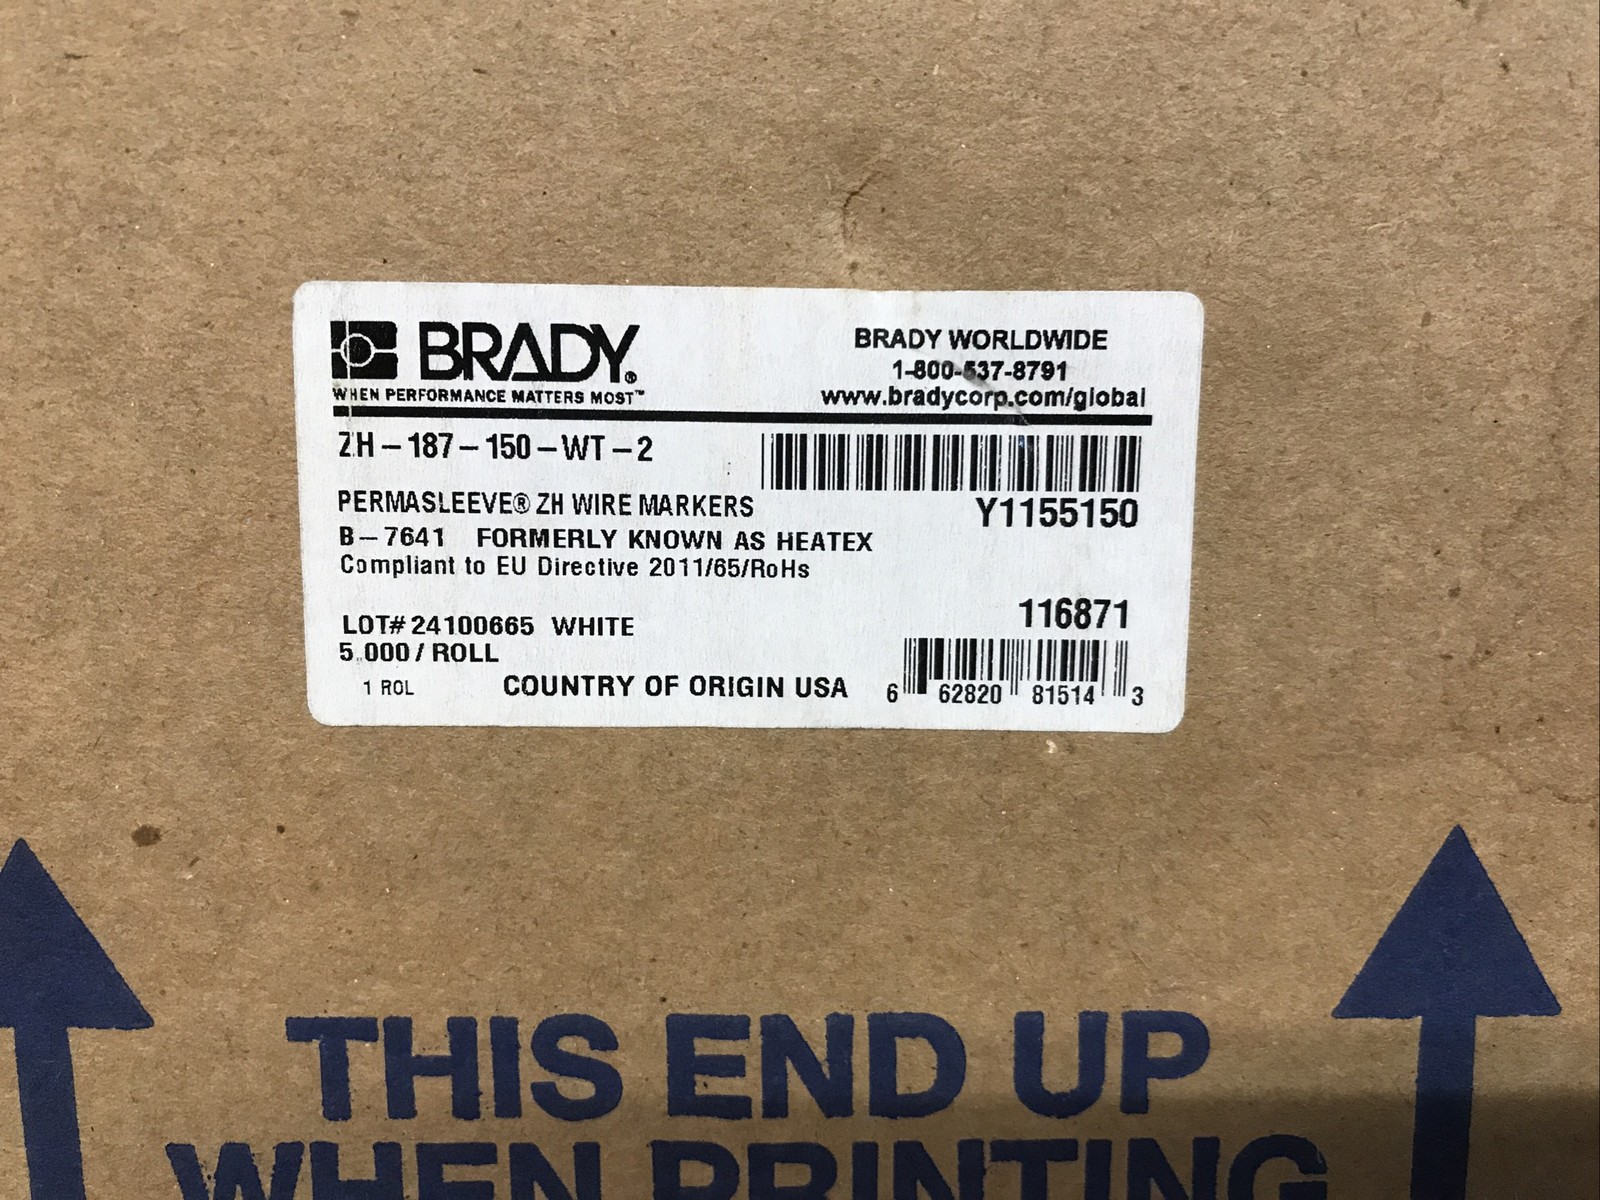 BRADY®
WHEN PERFORMANCE MATTERS MOST™
BRADY WORLDWIDE
1-800-537-8791
www.bradycorp.com/global
ZH-187-150-WT-2
Y1155150
PERMASLEEVE® ZH WIRE MARKERS
B-7641 FORMERLY KNOWN AS HEATEX
Compliant to EU Directive 2011/65/RoHs
116871
LOT# 24100665 WHITE
5,000 / ROLL
1 ROL COUNTRY OF ORIGIN USA
6 62820 81514 3
THIS END UP
WHEN PRINTING